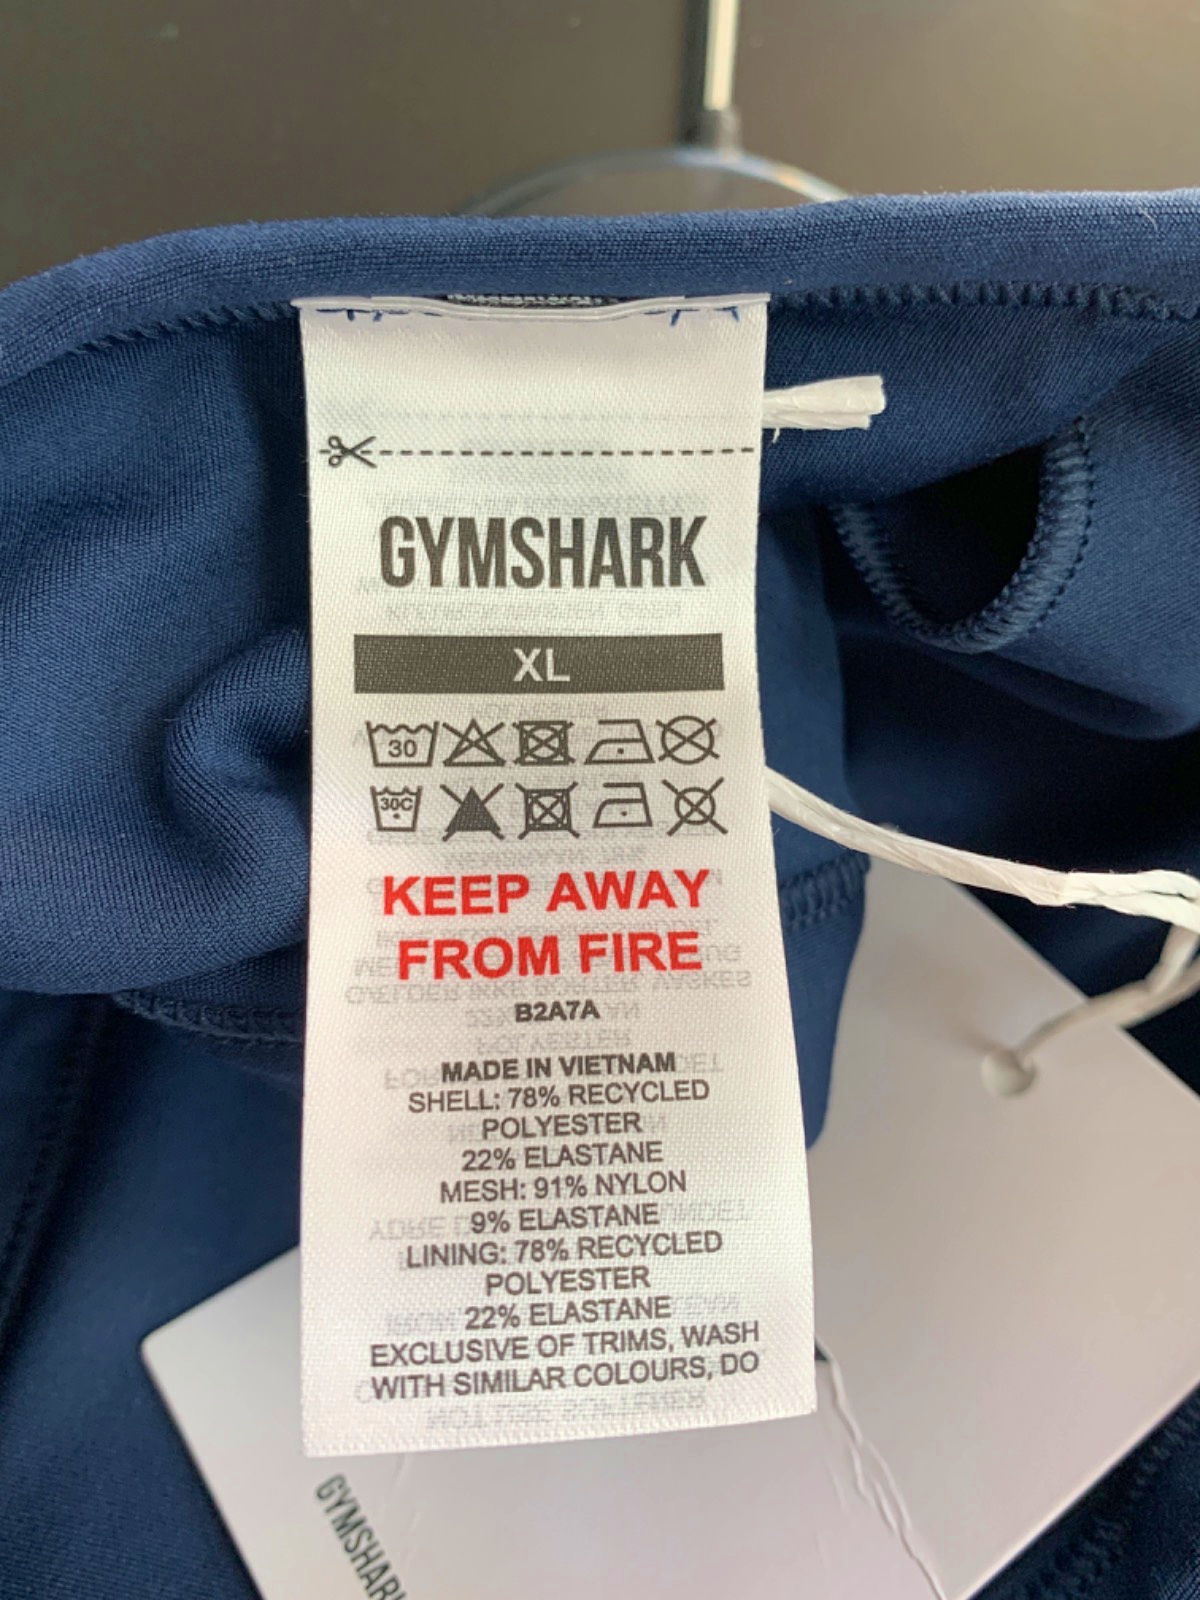 GYMSHARK
XL
30
30C
KEEP AWAY
FROM FIRE
B2A7A
MADE IN VIETNAM
SHELL: 78% RECYCLED
POLYESTER
22% ELASTANE
MESH: 91% NYLON
9% ELASTANE
LINING: 78% RECYCLED
POLYESTER
22% ELASTANE
EXCLUSIVE OF TRIMS, WASH
WITH SIMILAR COLOURS, DO
GYMSHARK